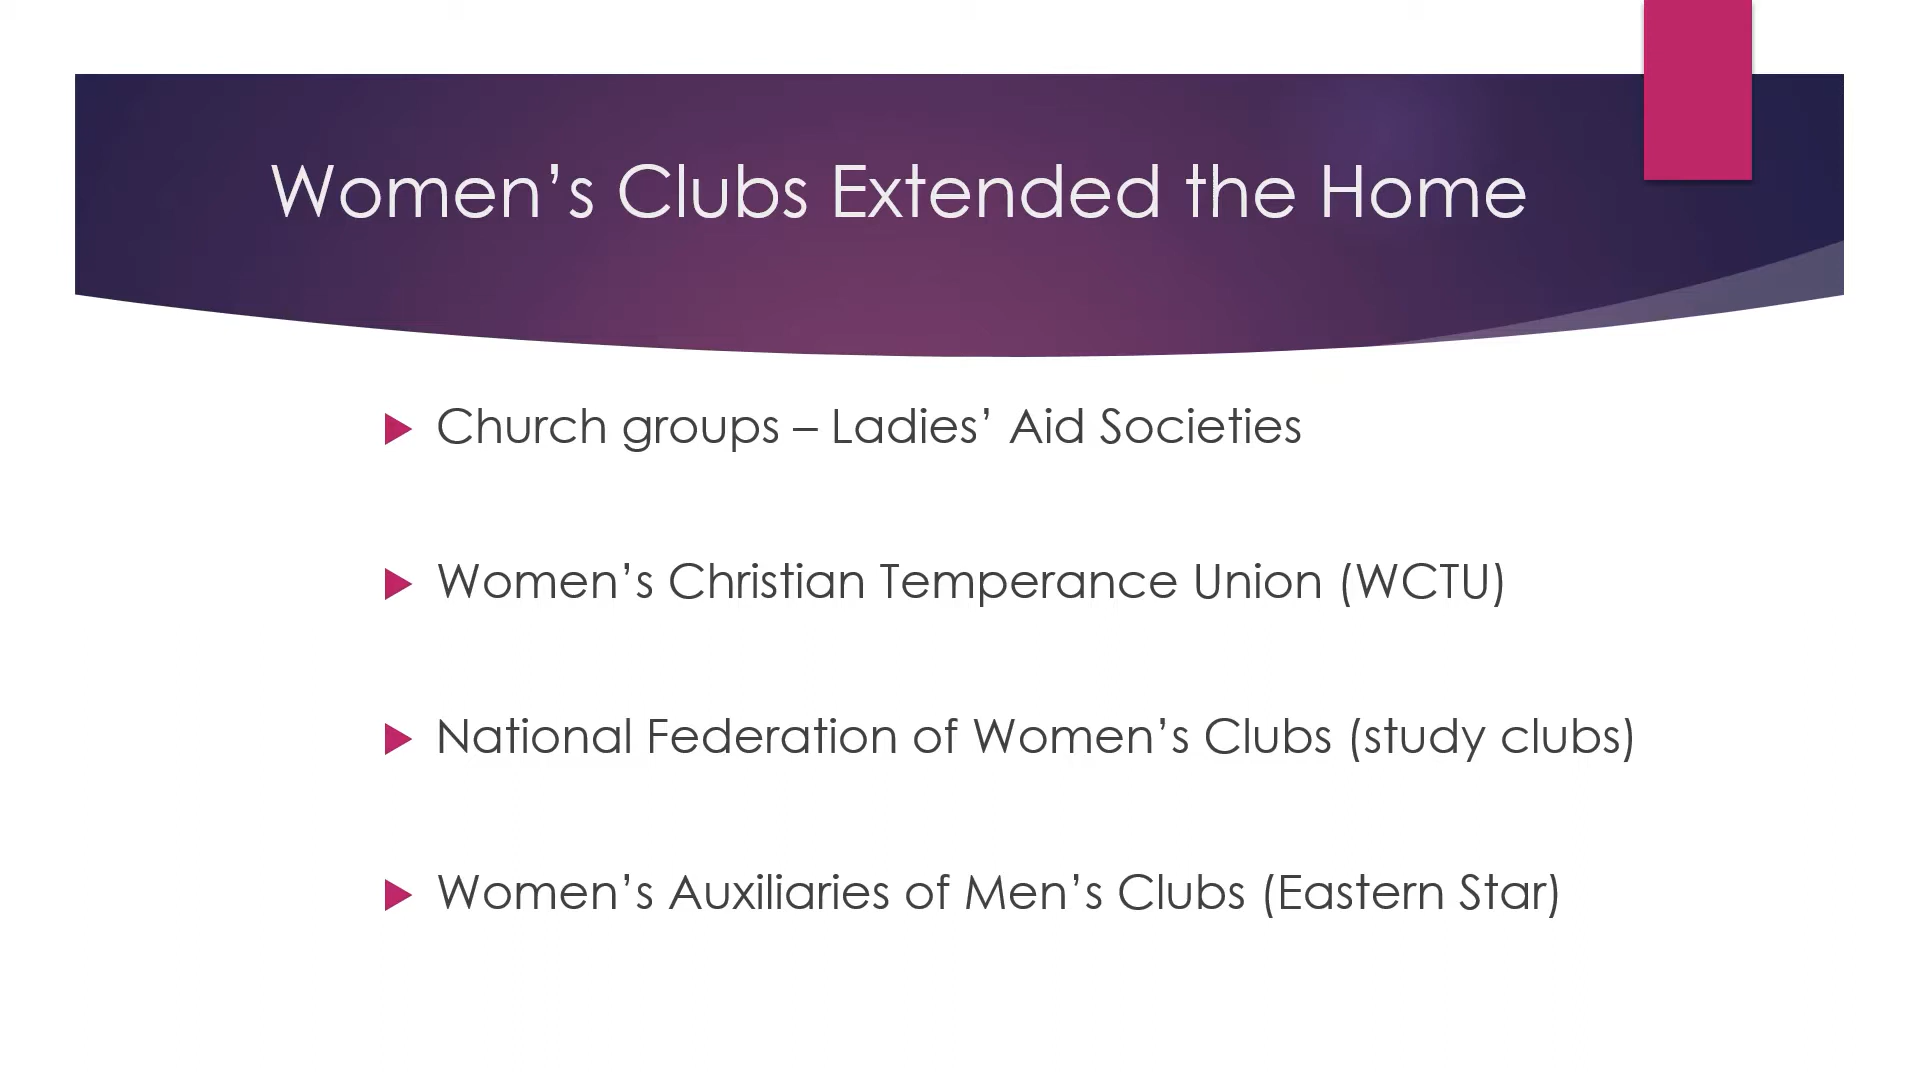 Women’s Clubs Extended the Home
Church groups – Ladies’ Aid Societies
Women’s Christian Temperance Union (WCTU)
National Federation of Women’s Clubs (study clubs)
Women’s Auxiliaries of Men’s Clubs (Eastern Star)